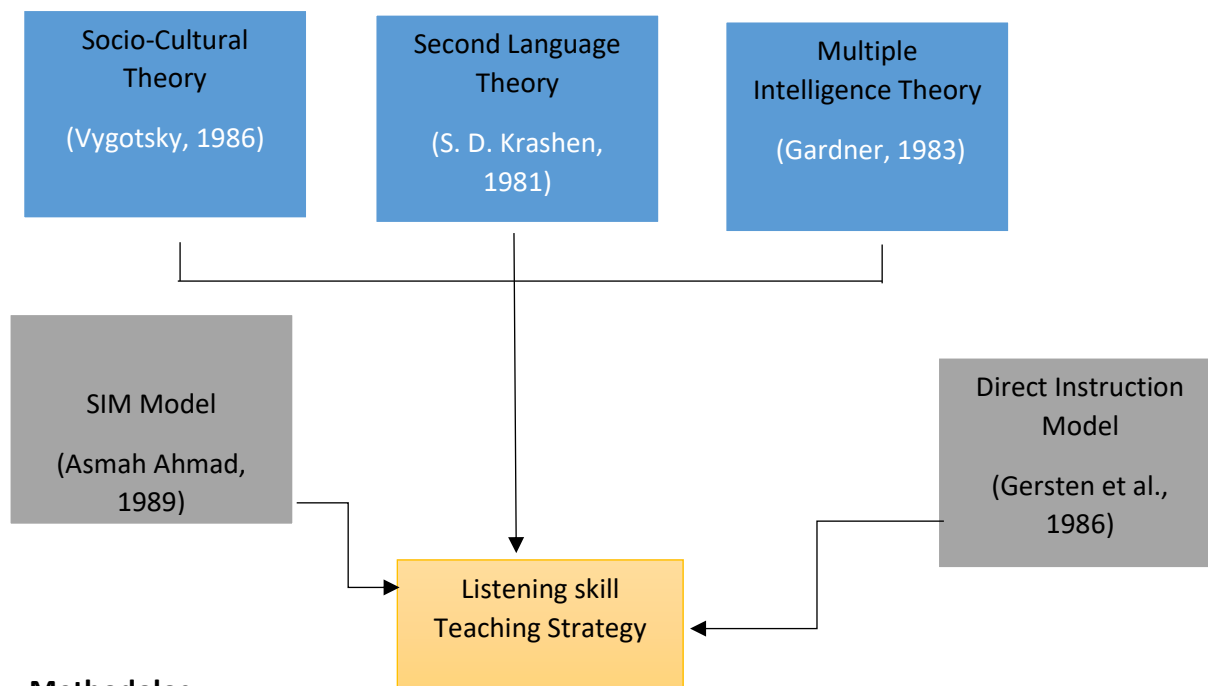 Socio-Cultural
Theory
(Vygotsky, 1986)
Second Language
Theory
(S. D. Krashen,
1981)
Multiple
Intelligence Theory
(Gardner, 1983)
SIM Model
(Asmah Ahmad,
1989)
Direct Instruction
Model
(Gersten et al.,
1986)
Listening skill
Teaching Strategy